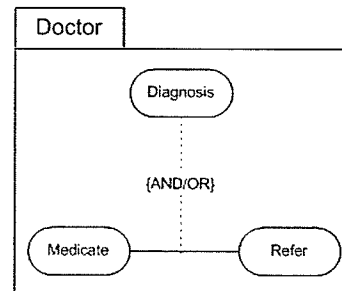 Doctor
Diagnosis
{AND/OR}
Medicate
Refer